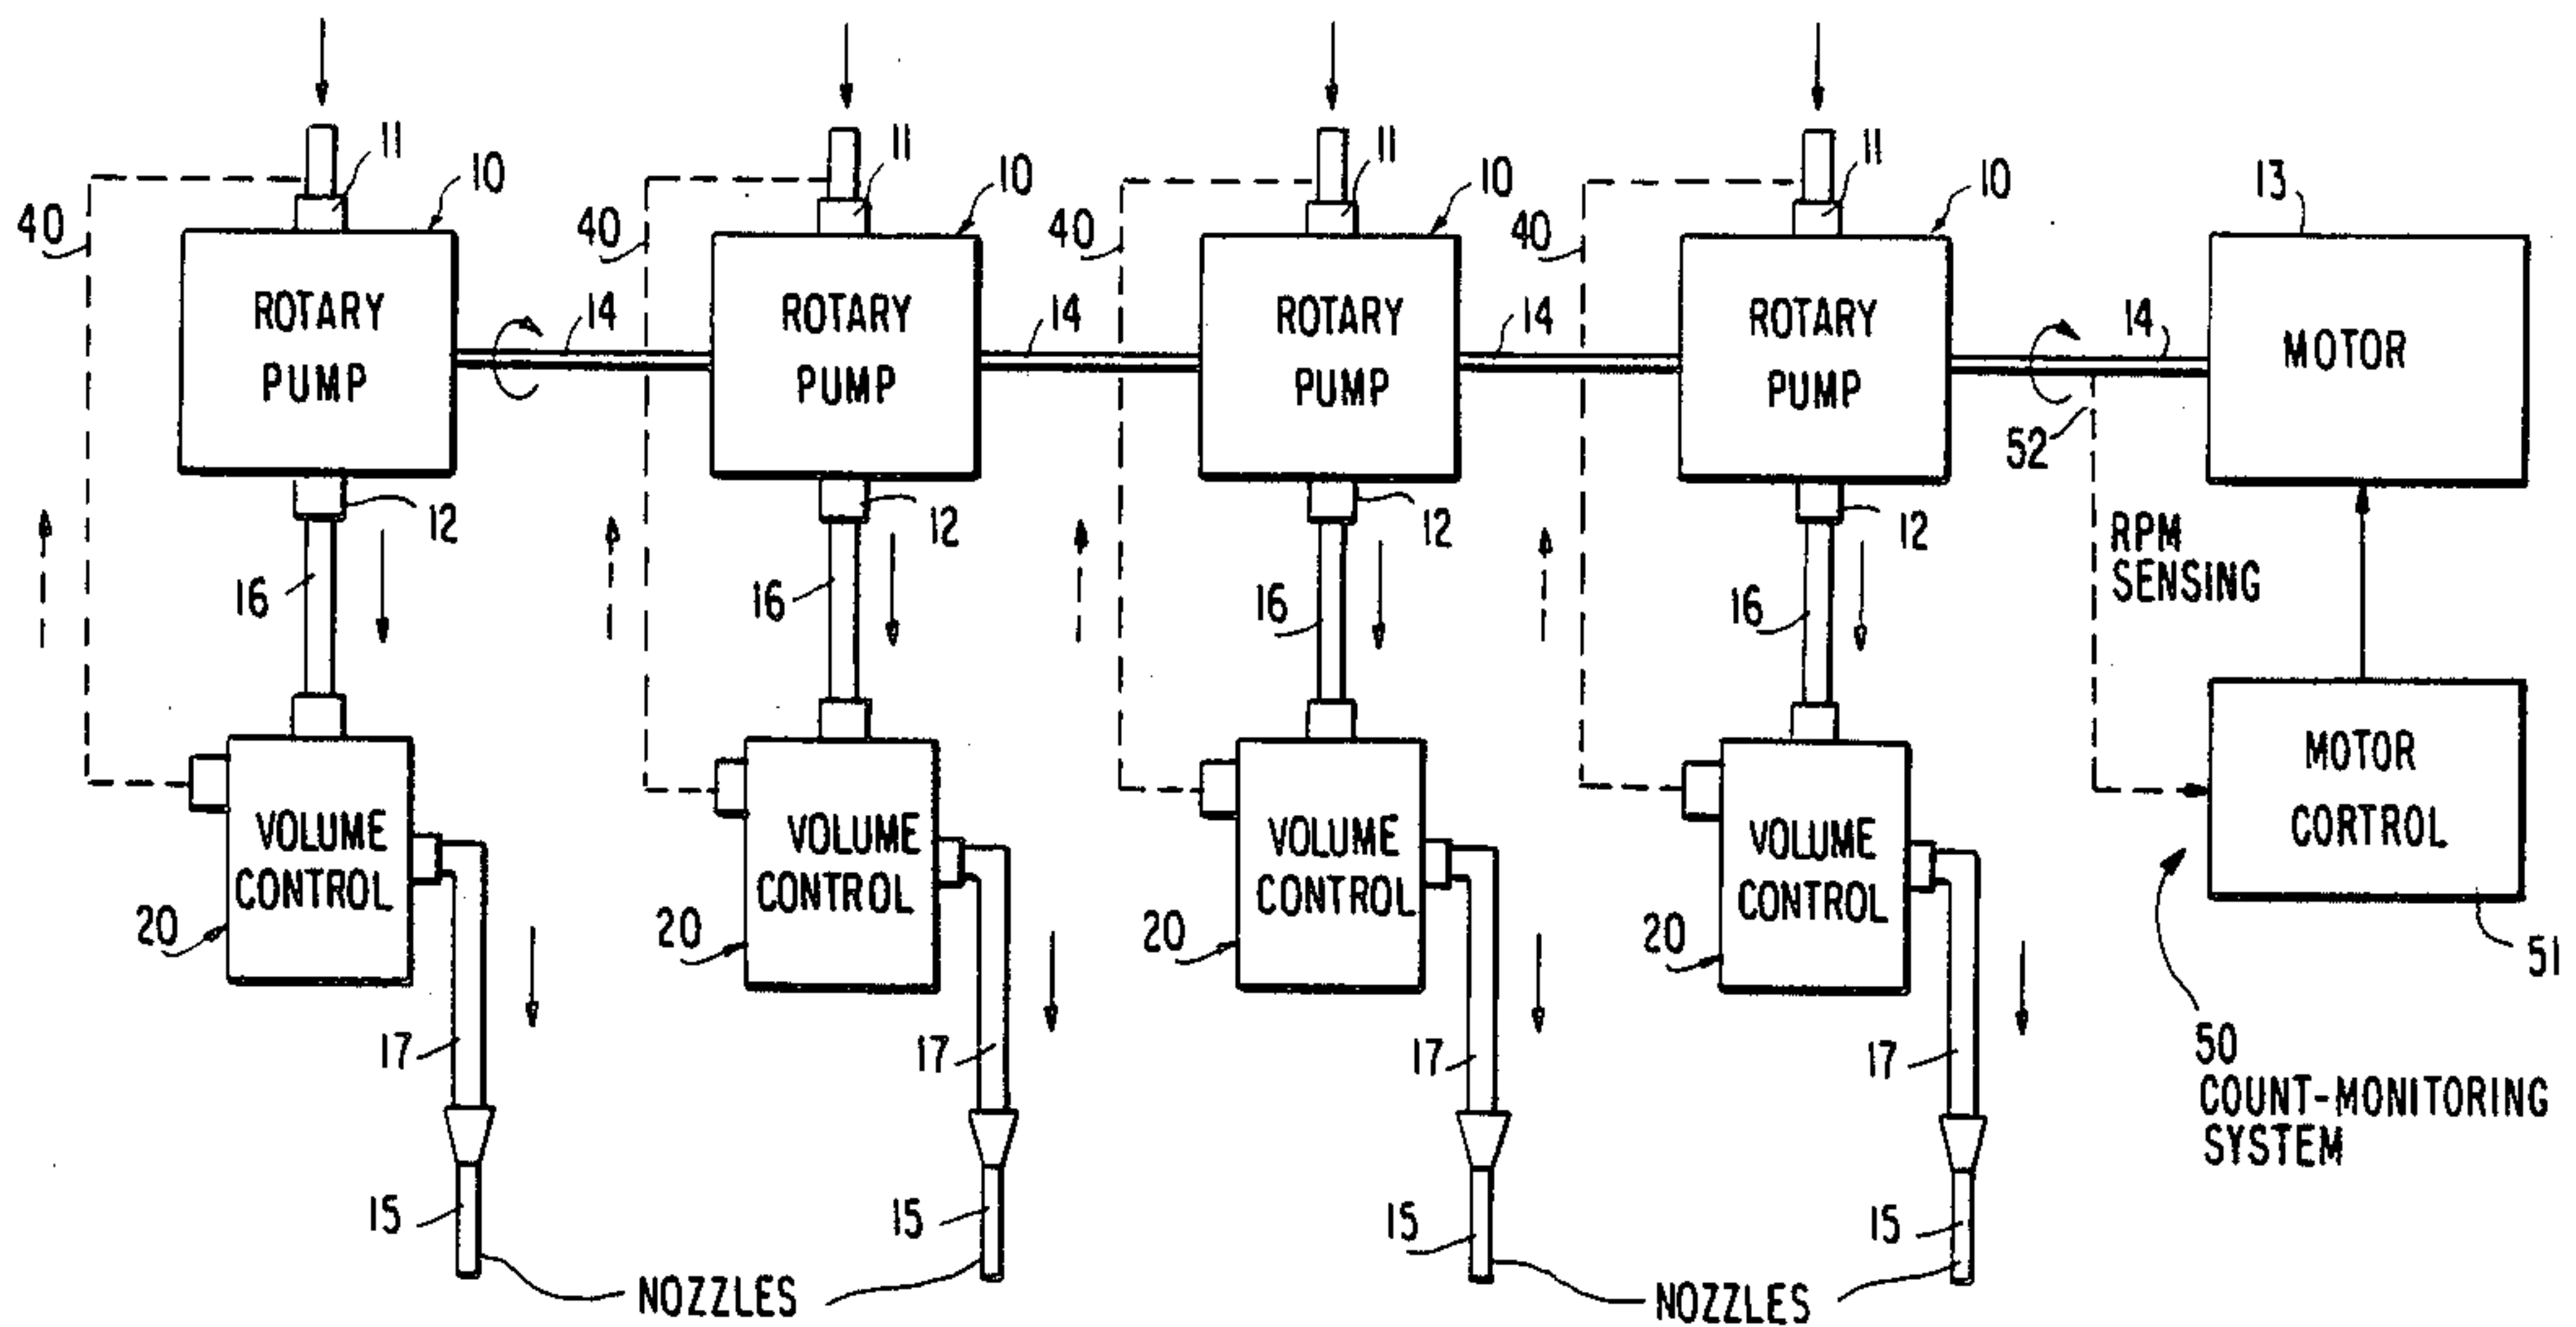 11
11
11
11
10
10
10
10
13
40
40
40
40
ROTARY
PUMP
14
ROTARY
PUMP
14
ROTARY
PUMP
14
ROTARY
PUMP
14
MOTOR
52
12
12
12
12
RPM
SENSING
16
16
16
16
VOLUME
CONTROL
VOLUME
CONTROL
VOLUME
CONTROL
VOLUME
CONTROL
MOTOR
CORTROL
20
20
20
20
51
17
17
17
17
50
COUNT-MONITORING
SYSTEM
15
15
15
15
NOZZLES
NOZZLES